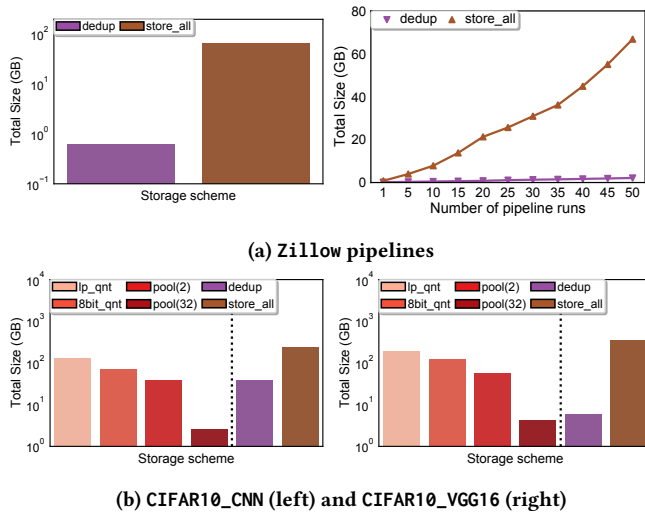 dedup store_all
Total Size (GB)
10^2
10^1
10^0
10^-1
Storage scheme
dedup store_all
Total Size (GB)
80
60
40
20
0
1 5 10 15 20 25 30 35 40 45 50
Number of pipeline runs
(a) Zillow pipelines
lp_qnt pool(2) dedup
8bit_qnt pool(32) store_all
Total Size (GB)
10^4
10^3
10^2
10^1
10^0
Storage scheme
lp_qnt pool(2) dedup
8bit_qnt pool(32) store_all
Total Size (GB)
10^4
10^3
10^2
10^1
10^0
Storage scheme
(b) CIFAR10_CNN (left) and CIFAR10_VGG16 (right)